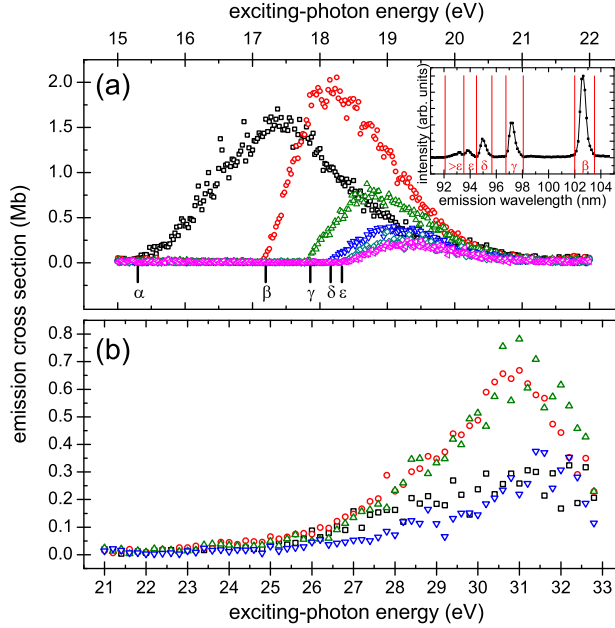 exciting-photon energy (eV)
15 16 17 18 19 20 21 22
(a)
2.0
1.5
1.0
0.5
0.0
emission cross section (Mb)
intensity (arb. units)
>ε ε δ γ β
92 94 96 98 100 102 104
emission wavelength (nm)
α β γ δ ε
(b)
0.8
0.7
0.6
0.5
0.4
0.3
0.2
0.1
0.0
21 22 23 24 25 26 27 28 29 30 31 32 33
exciting-photon energy (eV)